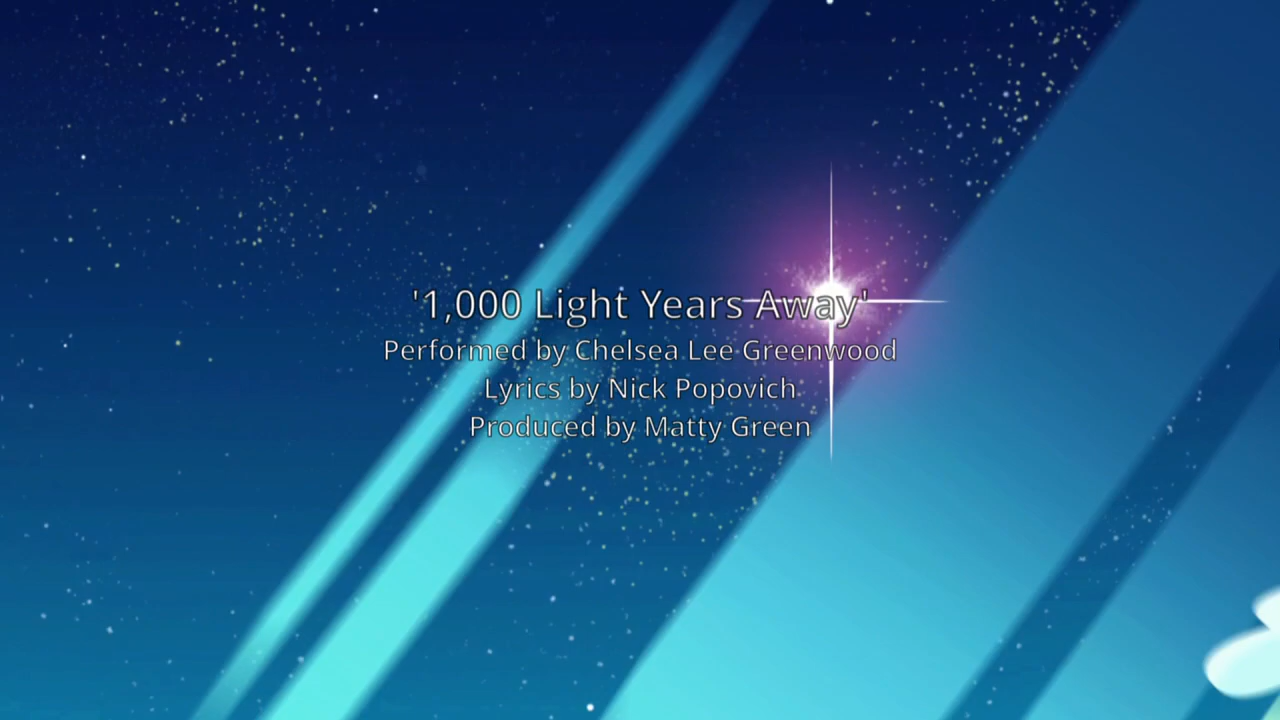 '1,000 Light Years Away'
Performed by Chelsea Lee Greenwood
Lyrics by Nick Popovich
Produced by Matty Green